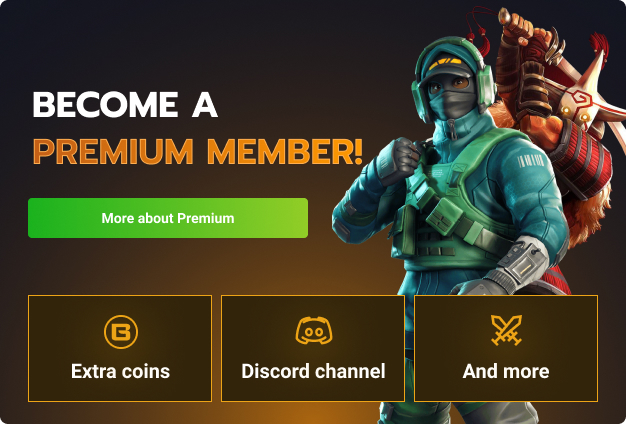 BECOME A
PREMIUM MEMBER!
More about Premium
Extra coins
Discord channel
And more